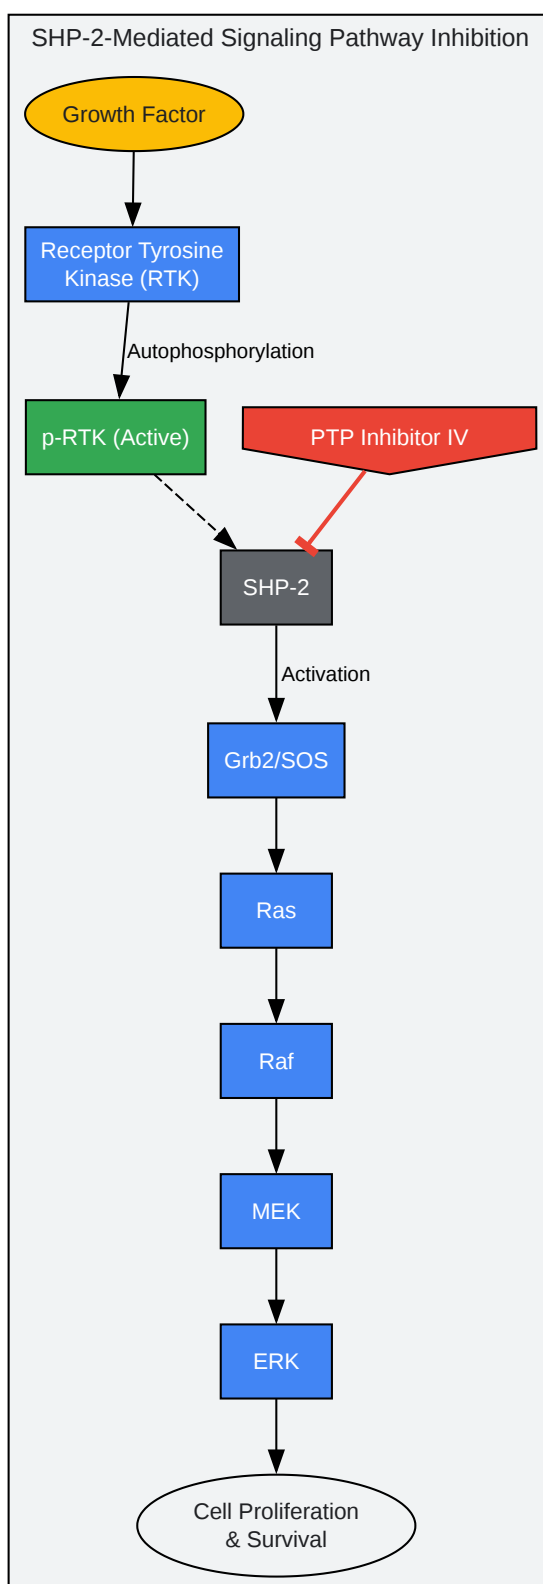 SHP-2-Mediated Signaling Pathway Inhibition
Growth Factor
Receptor Tyrosine
Kinase (RTK)
Autophosphorylation
p-RTK (Active)
PTP Inhibitor IV
SHP-2
Activation
Grb2/SOS
Ras
Raf
MEK
ERK
Cell Proliferation
& Survival